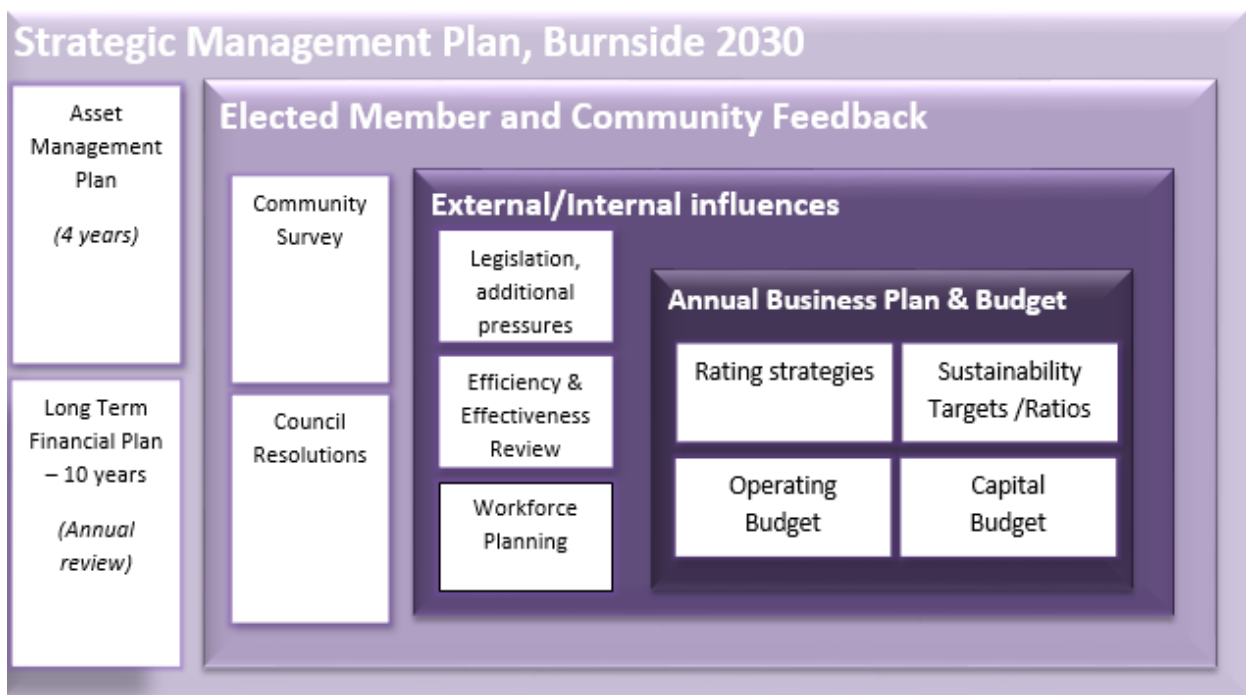 Strategic Management Plan, Burnside 2030
Asset
Management
Plan
(4 years)
Long Term
Financial Plan
– 10 years
(Annual
review)
Elected Member and Community Feedback
Community
Survey
Council
Resolutions
External/Internal influences
Legislation,
additional
pressures
Efficiency &
Effectiveness
Review
Workforce
Planning
Annual Business Plan & Budget
Rating strategies
Sustainability
Targets /Ratios
Operating
Budget
Capital
Budget